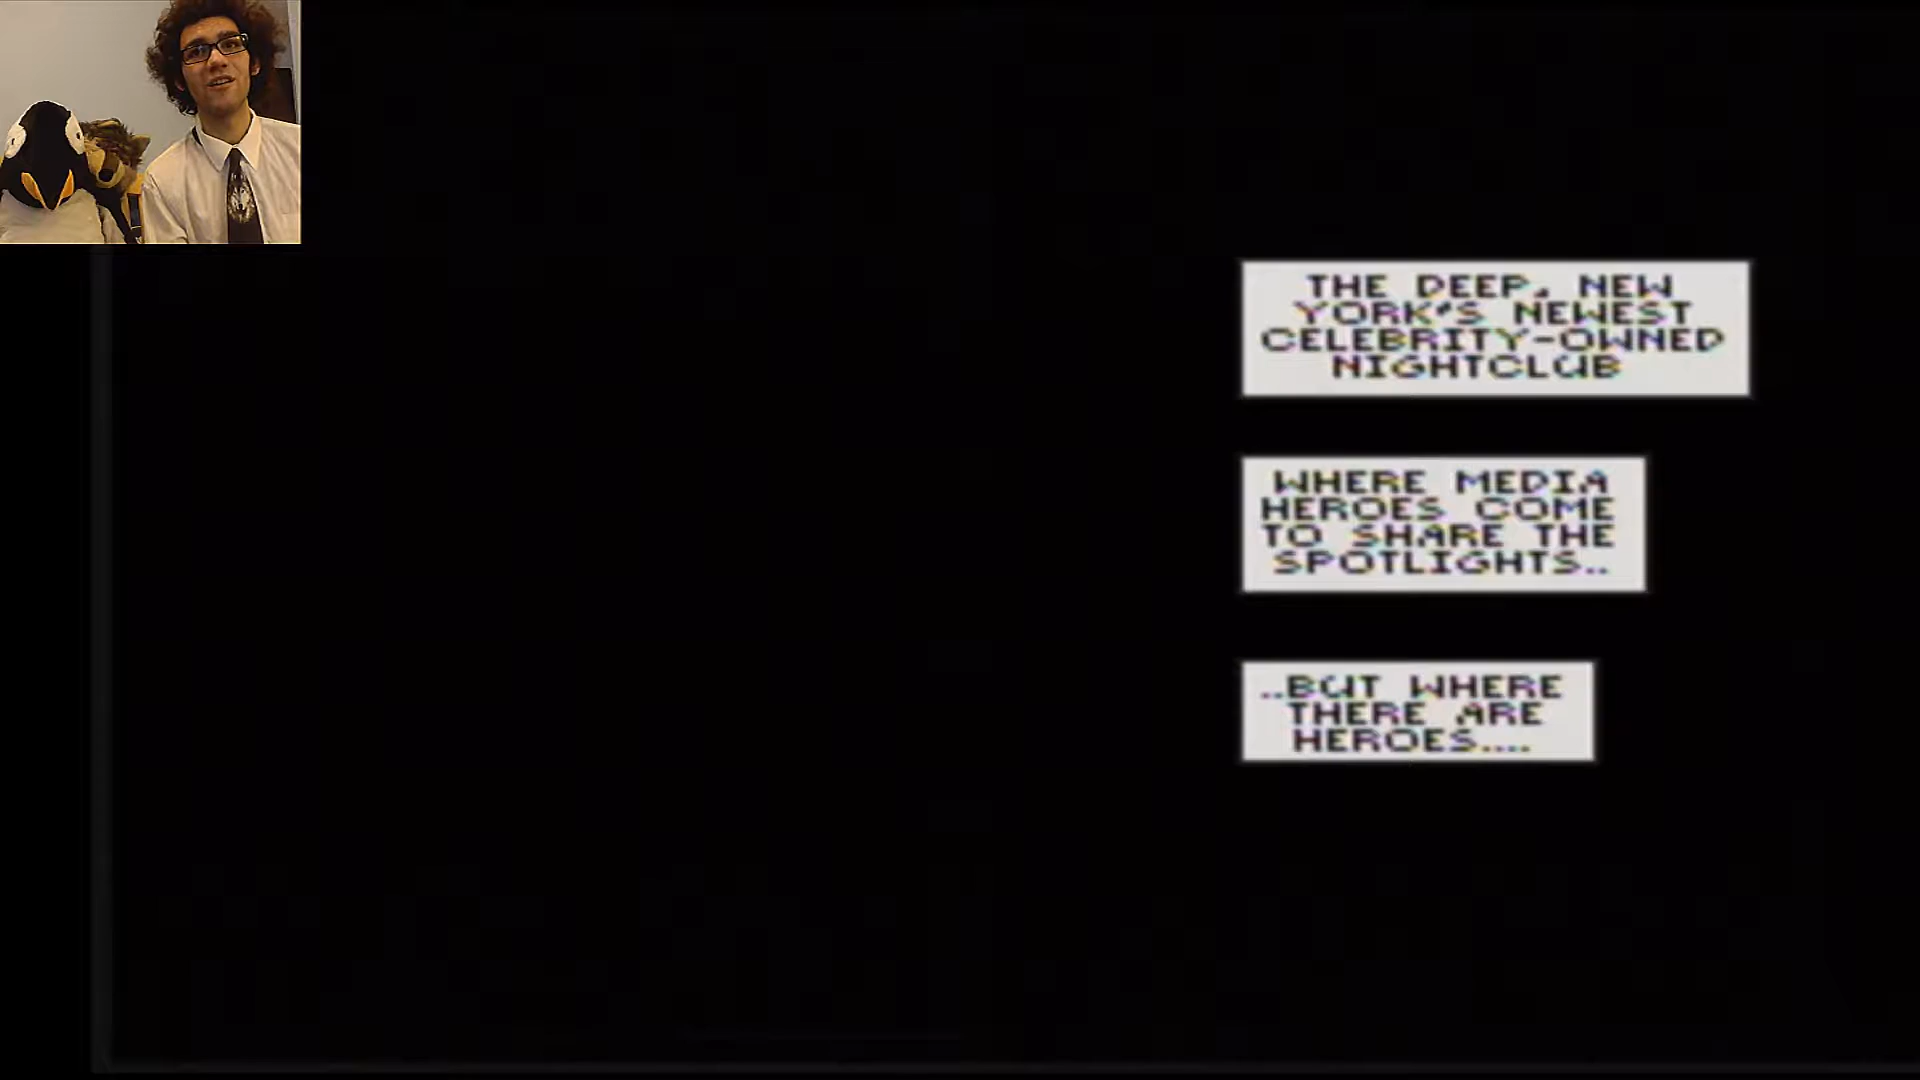 THE DEEP. NEW
YORK'S NEWEST
CELEBRITY-OWNED
NIGHTCLUB
WHERE MEDIA
HEROES COME
TO SHARE THE
SPOTLIGHTS..
..BUT WHERE
THERE ARE
HEROES....